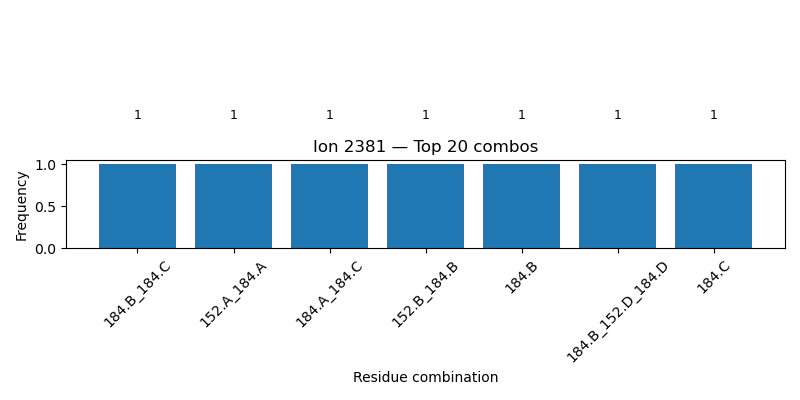 1 1 1 1 1 1 1
Ion 2381 — Top 20 combos
1.0
0.5
0.0
Frequency
184.B_184.C 152.A_184.A 184.A_184.C 152.B_184.B 184.B 184.B_152.D_184.D 184.C
Residue combination